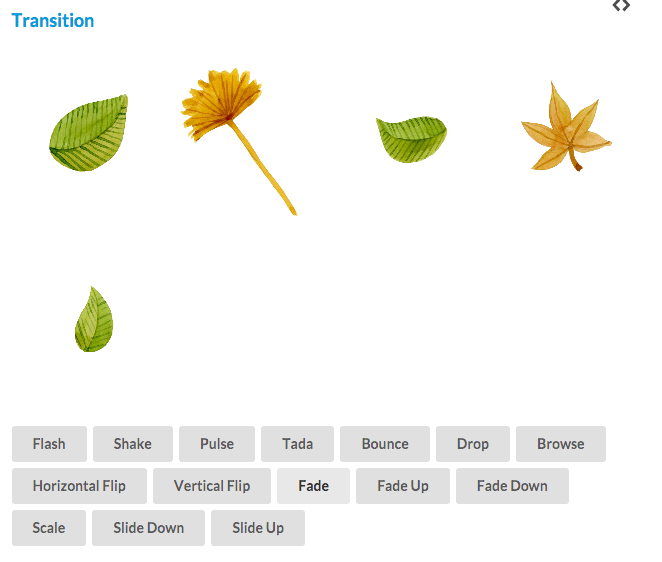 Transition
Flash Shake Pulse Tada Bounce Drop Browse
Horizontal Flip Vertical Flip Fade Fade Up Fade Down
Scale Slide Down Slide Up